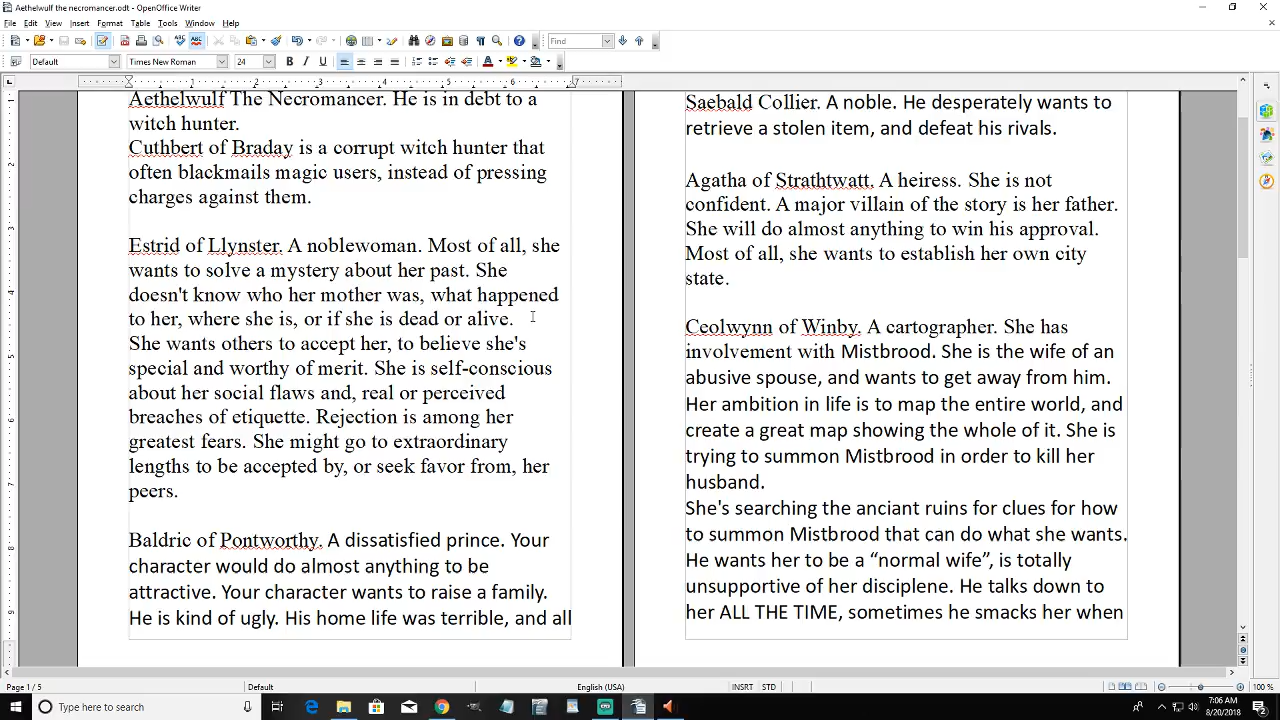 Aethelwulf the necromancer.odt - OpenOffice Writer
File Edit View Insert Format Table Tools Window Help
Find
Default Times New Roman 24
1 2 3 4 5 6 7
Aethelwulf The Necromancer. He is in debt to a
witch hunter.
Cuthbert of Braday is a corrupt witch hunter that
often blackmails magic users, instead of pressing
charges against them.
Estrid of Llynster. A noblewoman. Most of all, she
wants to solve a mystery about her past. She
doesn't know who her mother was, what happened
to her, where she is, or if she is dead or alive.
She wants others to accept her, to believe she's
special and worthy of merit. She is self-conscious
about her social flaws and, real or perceived
breaches of etiquette. Rejection is among her
greatest fears. She might go to extraordinary
lengths to be accepted by, or seek favor from, her
peers.
Baldric of Pontworthy. A dissatisfied prince. Your
character would do almost anything to be
attractive. Your character wants to raise a family.
He is kind of ugly. His home life was terrible, and all
Saebald Collier. A noble. He desperately wants to
retrieve a stolen item, and defeat his rivals.
Agatha of Strathtwatt. A heiress. She is not
confident. A major villain of the story is her father.
She will do almost anything to win his approval.
Most of all, she wants to establish her own city
state.
Ceolwynn of Winby. A cartographer. She has
involvement with Mistbrood. She is the wife of an
abusive spouse, and wants to get away from him.
Her ambition in life is to map the entire world, and
create a great map showing the whole of it. She is
trying to summon Mistbrood in order to kill her
husband.
She's searching the anciant ruins for clues for how
to summon Mistbrood that can do what she wants.
He wants her to be a “normal wife”, is totally
unsupportive of her disciplene. He talks down to
her ALL THE TIME, sometimes he smacks her when
Page 1 / 5 Default English (USA) INSRT STD 100 %
Type here to search
7:06 AM
8/20/2018